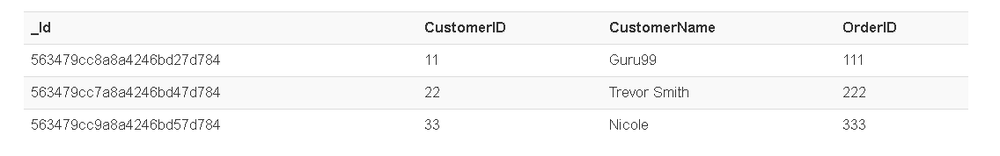 _Id CustomerID CustomerName OrderID
563479cc8a8a4246bd27d784 11 Guru99 111
563479cc7a8a4246bd47d784 22 Trevor Smith 222
563479cc9a8a4246bd57d784 33 Nicole 333